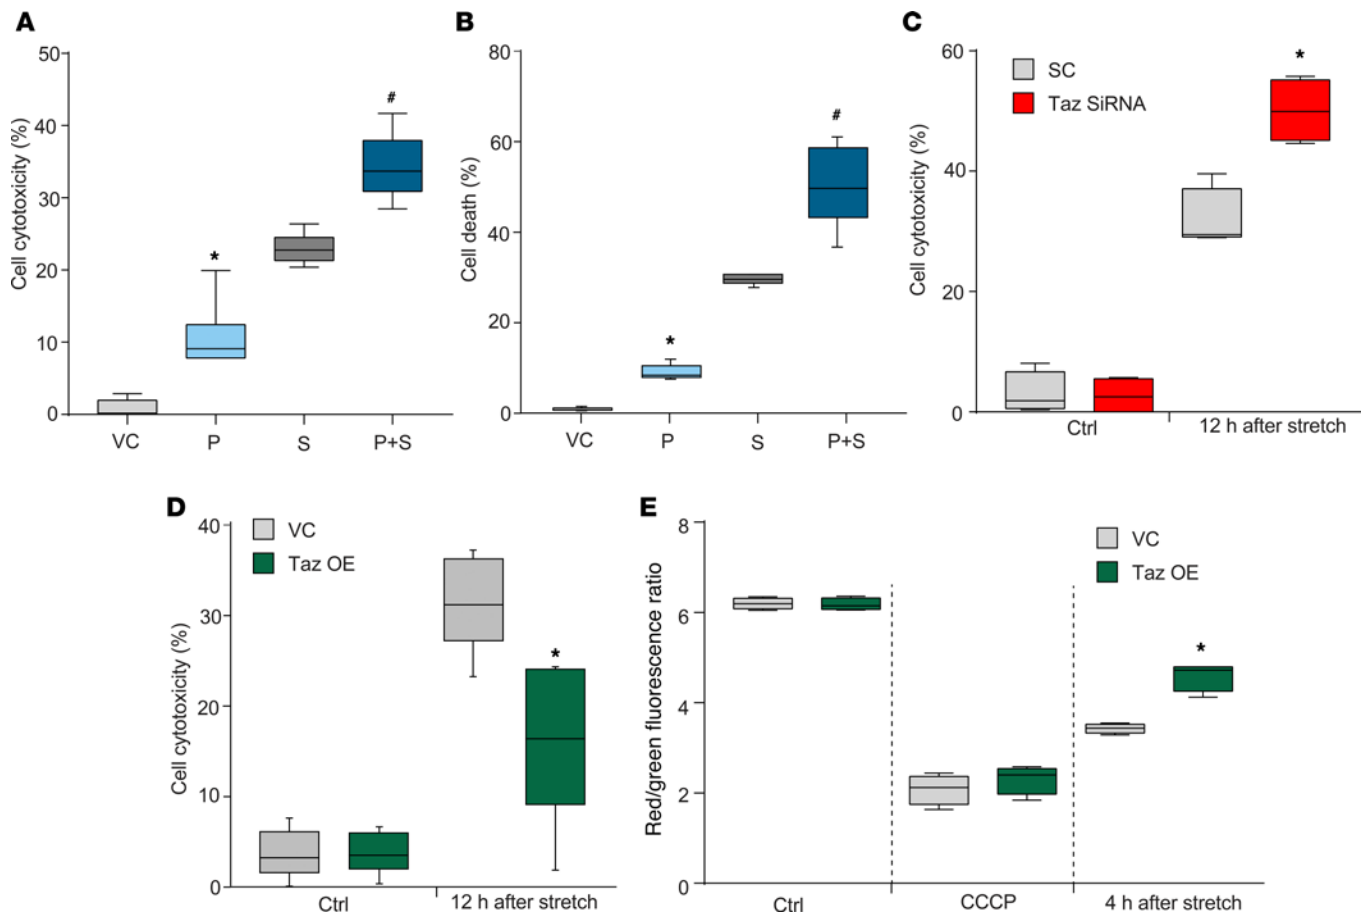 A
Cell cytotoxicity (%)
50
40
30
20
10
0
*
#
VC P S P+S
B
Cell death (%)
80
60
40
20
0
*
#
VC P S P+S
C
Cell cytotoxicity (%)
60
40
20
0
SC
Taz SiRNA
*
Ctrl 12 h after stretch
D
Cell cytotoxicity (%)
40
30
20
10
0
VC
Taz OE
*
Ctrl 12 h after stretch
E
Red/green fluorescence ratio
8
6
4
2
0
VC
Taz OE
*
Ctrl CCCP 4 h after stretch